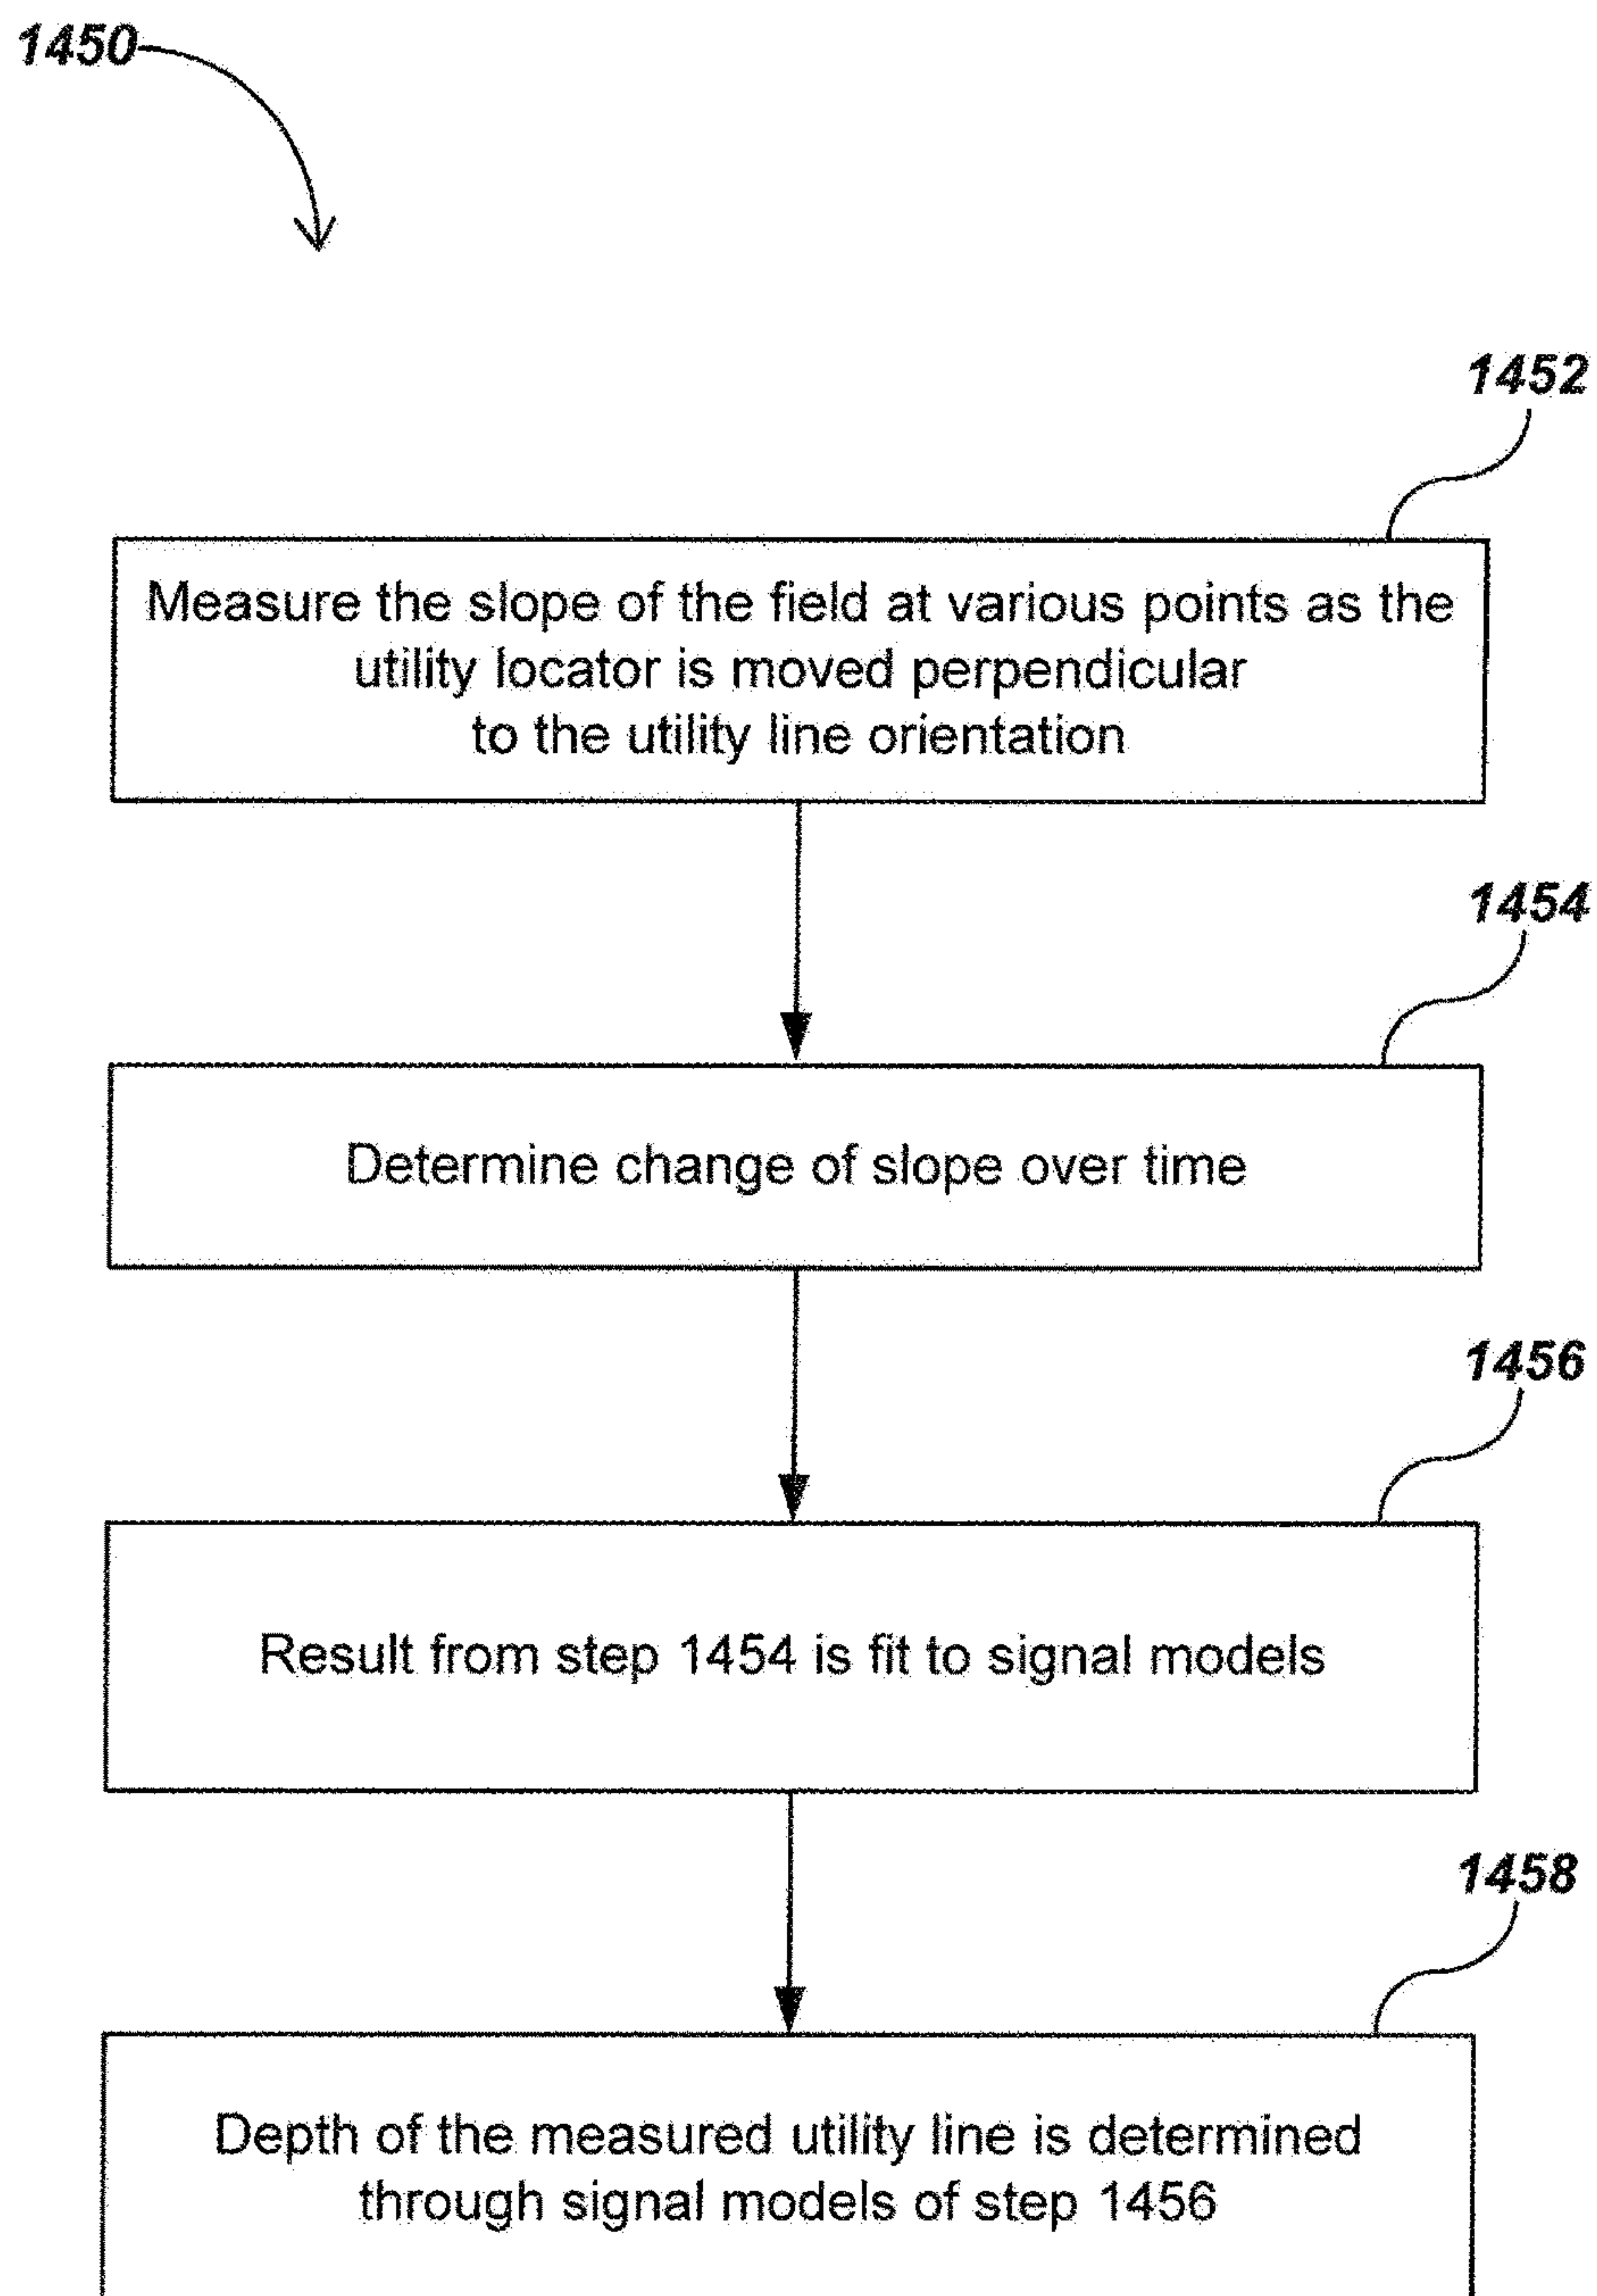 1450
1452
Measure the slope of the field at various points as the
utility locator is moved perpendicular
to the utility line orientation
1454
Determine change of slope over time
1456
Result from step 1454 is fit to signal models
1458
Depth of the measured utility line is determined
through signal models of step 1456